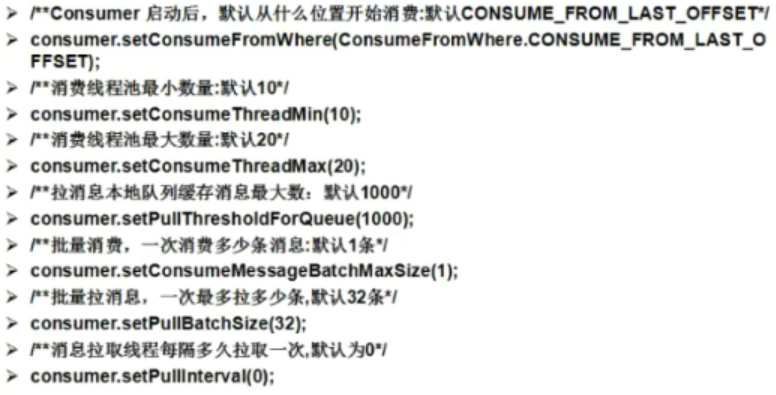 ➢ /**Consumer 启动后，默认从什么位置开始消费:默认CONSUME_FROM_LAST_OFFSET*/
➢ consumer.setConsumeFromWhere(ConsumeFromWhere.CONSUME_FROM_LAST_O
FFSET);
➢ /**消费线程池最小数量:默认10*/
➢ consumer.setConsumeThreadMin(10);
➢ /**消费线程池最大数量:默认20*/
➢ consumer.setConsumeThreadMax(20);
➢ /**拉消息本地队列缓存消息最大数：默认1000*/
➢ consumer.setPullThresholdForQueue(1000);
➢ /**批量消费，一次消费多少条消息:默认1条*/
➢ consumer.setConsumeMessageBatchMaxSize(1);
➢ /**批量拉消息，一次最多拉多少条,默认32条*/
➢ consumer.setPullBatchSize(32);
➢ /**消息拉取线程每隔多久拉取一次,默认为0*/
➢ consumer.setPullInterval(0);